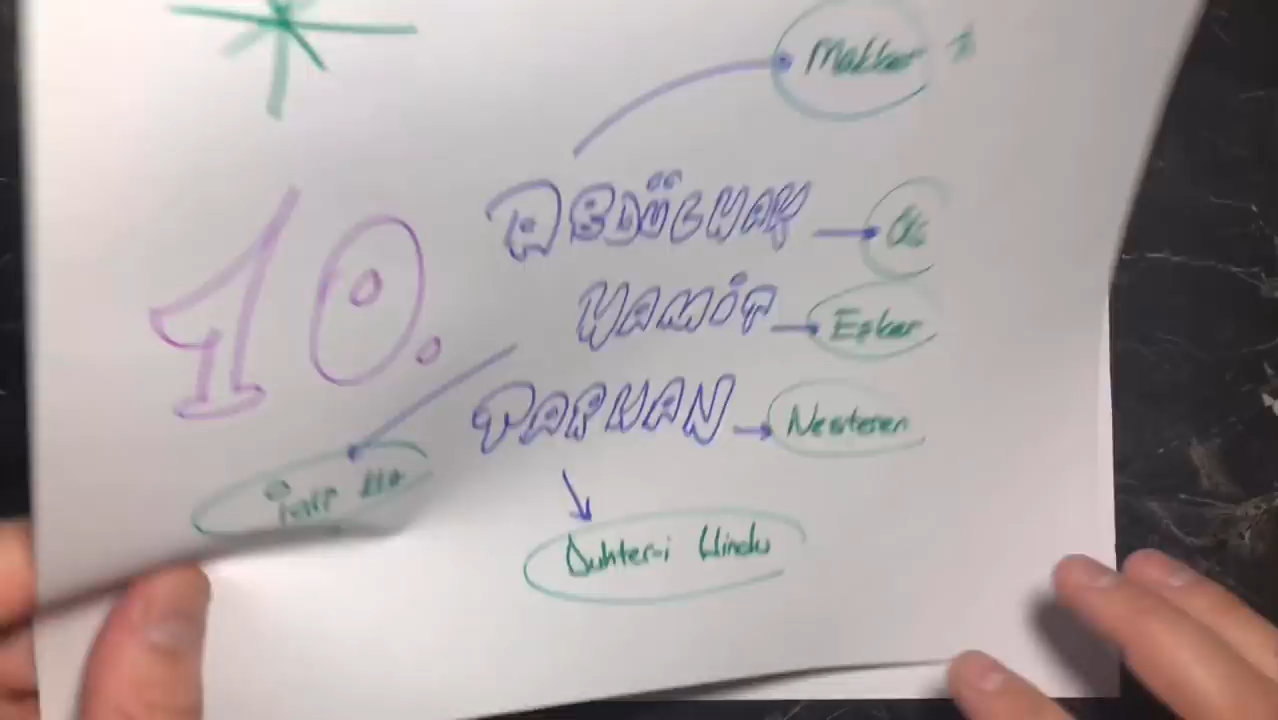 Makber
10.
ABDÜLHAK
HAMİT
TARHAN
Eşber
Nesteren
Duhter-i Hindu